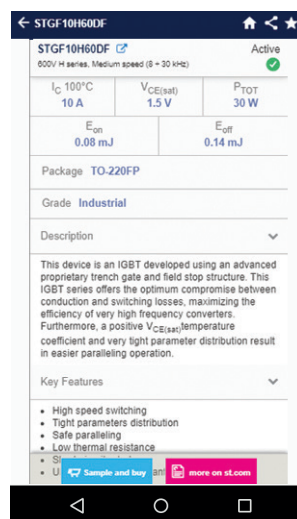 STGF10H60DF
STGF10H60DF Active
600V H series, Medium speed (8 ÷ 30 kHz)
IC 100°C VCE(sat) PTOT
10 A 1.5 V 30 W
Eon Eoff
0.08 mJ 0.14 mJ
Package TO-220FP
Grade Industrial
Description
This device is an IGBT developed using an advanced
proprietary trench gate and field stop structure. This
IGBT series offers the optimum compromise between
conduction and switching losses, maximizing the
efficiency of very high frequency converters.
Furthermore, a positive VCE(sat)temperature
coefficient and very tight parameter distribution result
in easier paralleling operation.
Key Features
• High speed switching
• Tight parameters distribution
• Safe paralleling
• Low thermal resistance
Sample and buy more on st.com